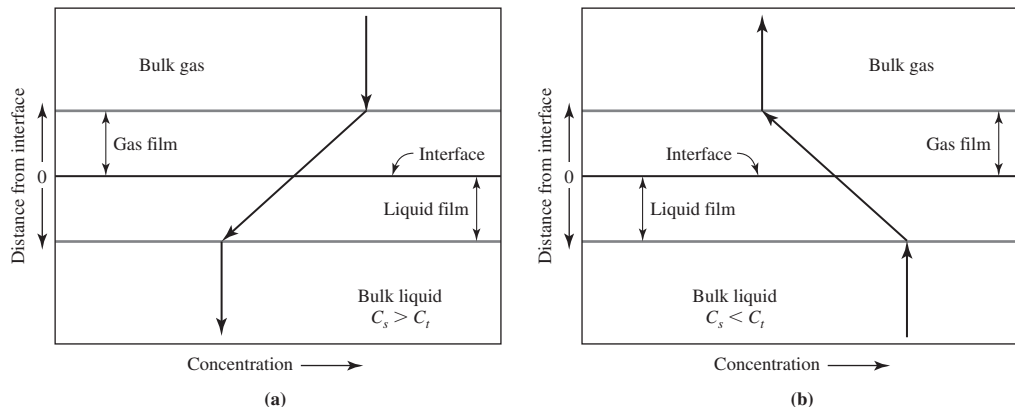 Bulk gas
Gas film
Interface
Liquid film
Bulk liquid
C_s > C_t
Distance from interface
0
Concentration
(a)
Bulk gas
Gas film
Interface
Liquid film
Bulk liquid
C_s < C_t
Distance from interface
0
Concentration
(b)